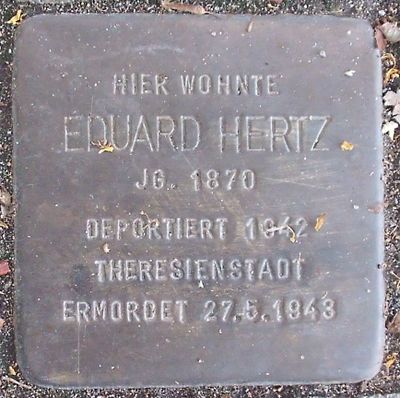 HIER WOHNTE
EDUARD HERTZ
JG. 1870
DEPORTIERT 1942
THERESIENSTADT
ERMORDET 27.5.1943